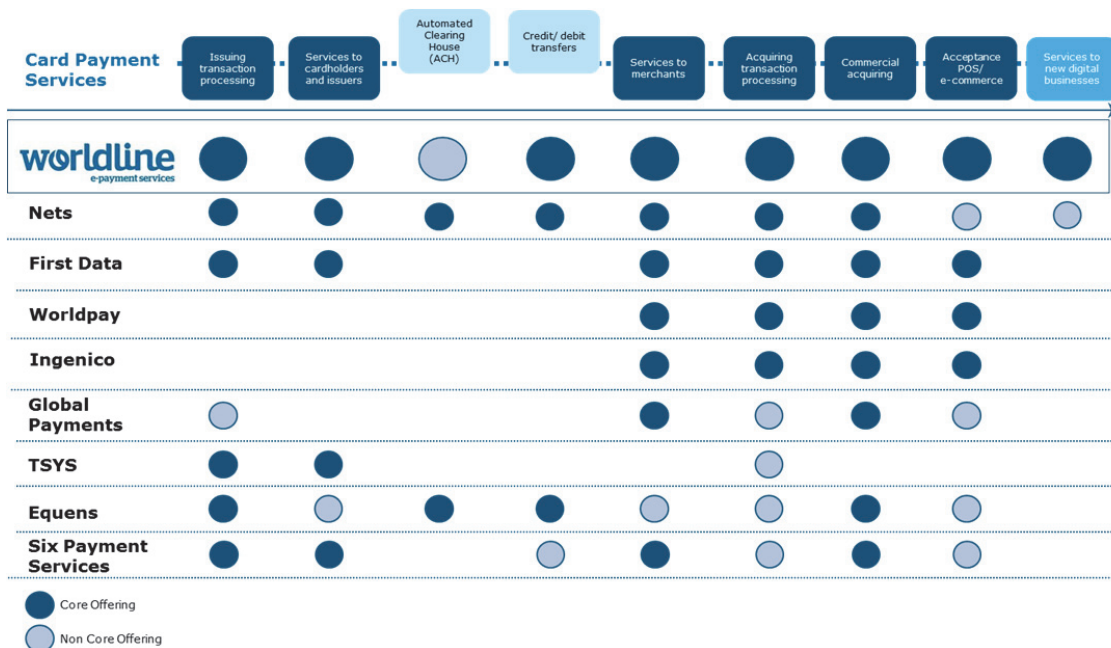 Card Payment
Services
Issuing
transaction
processing
Services to
cardholders
and issuers
Automated
Clearing
House
(ACH)
Credit/ debit
transfers
Services to
merchants
Acquiring
transaction
processing
Commercial
acquiring
Acceptance
POS/
e-commerce
Services to
new digital
businesses
worldline
e-payment services
Nets
First Data
Worldpay
Ingenico
Global
Payments
TSYS
Equens
Six Payment
Services
Core Offering
Non Core Offering